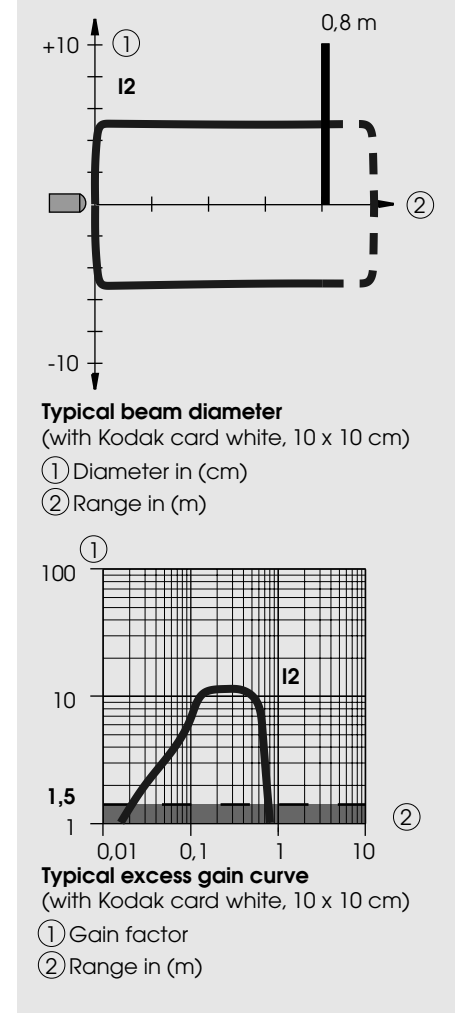 0,8 m
+10 ①
I2
②
-10
Typical beam diameter
(with Kodak card white, 10 x 10 cm)
① Diameter in (cm)
② Range in (m)
①
100
I2
10
1,5
1
②
0,01 0,1 1 10
Typical excess gain curve
(with Kodak card white, 10 x 10 cm)
① Gain factor
② Range in (m)